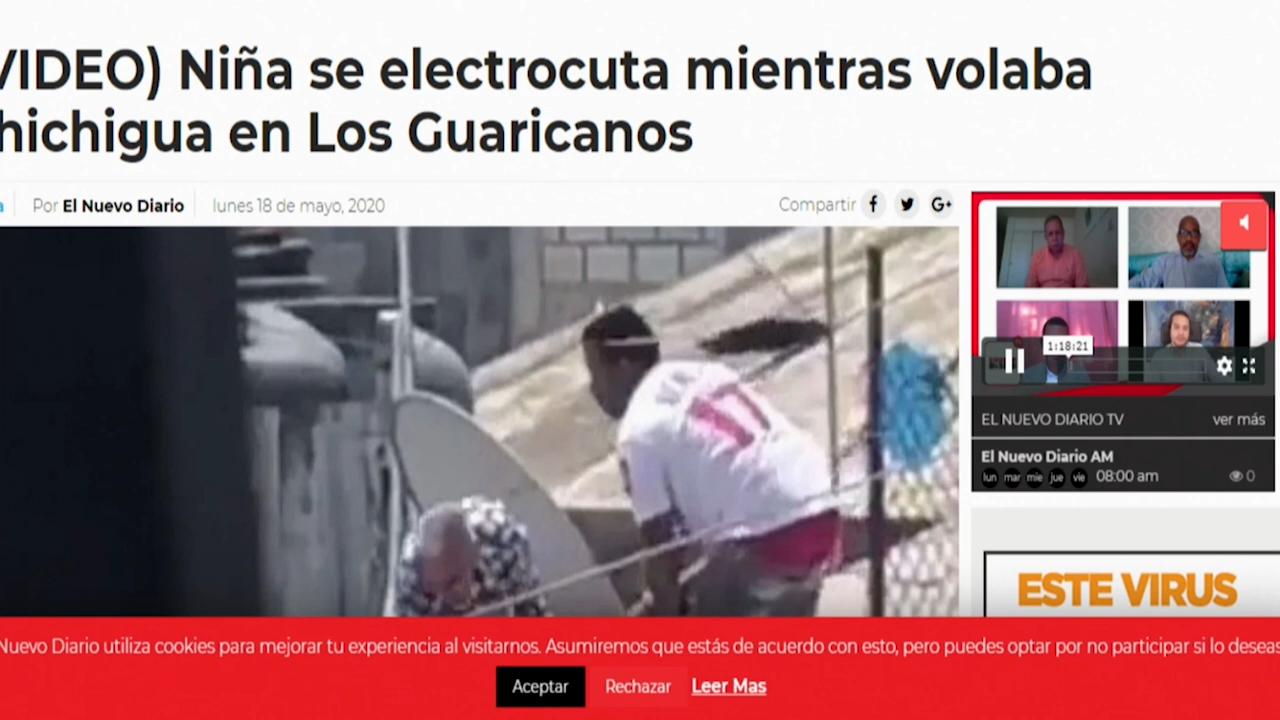 VIDEO) Niña se electrocuta mientras volaba
hichigua en Los Guaricanos
a Por El Nuevo Diario lunes 18 de mayo, 2020
Compartir f G+
17
1:18:21
EL NUEVO DIARIO TV ver más
El Nuevo Diario AM
lun mar mie jue vie 08:00 am 0
ESTE VIRUS
Nuevo Diario utiliza cookies para mejorar tu experiencia al visitarnos. Asumiremos que estás de acuerdo con esto, pero puedes optar por no participar si lo deseas
Aceptar Rechazar Leer Mas